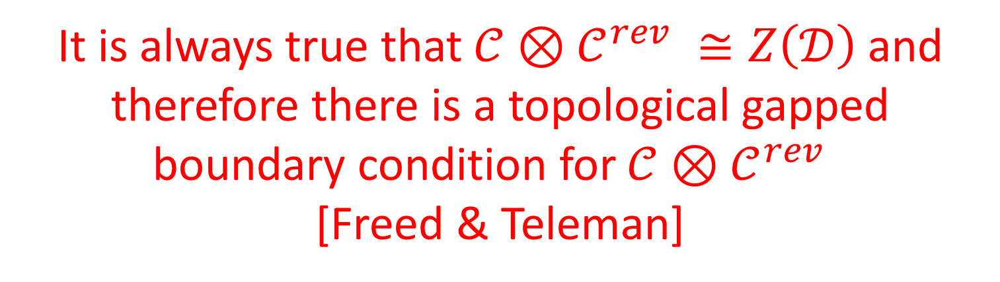 It is always true that 𝒞 ⊗ 𝒞^{rev} ≅ Z(𝒟) and
therefore there is a topological gapped
boundary condition for 𝒞 ⊗ 𝒞^{rev}
[Freed & Teleman]